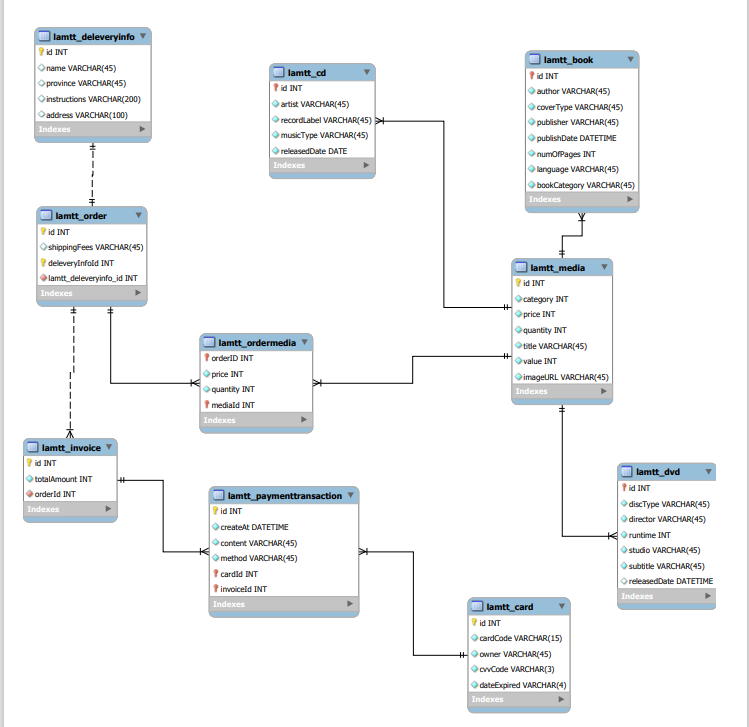 lamtt_deleveryinfo
id INT
name VARCHAR(45)
province VARCHAR(45)
instructions VARCHAR(200)
address VARCHAR(100)
Indexes
lamtt_cd
id INT
artist VARCHAR(45)
recordLabel VARCHAR(45)
musicType VARCHAR(45)
releasedDate DATE
Indexes
lamtt_book
id INT
author VARCHAR(45)
coverType VARCHAR(45)
publisher VARCHAR(45)
publishDate DATETIME
numOfPages INT
language VARCHAR(45)
bookCategory VARCHAR(45)
Indexes
lamtt_order
id INT
shippingFees VARCHAR(45)
deleveryInfoId INT
lamtt_deleveryinfo_id INT
Indexes
lamtt_media
id INT
category INT
price INT
quantity INT
title VARCHAR(45)
value INT
imageURL VARCHAR(45)
Indexes
lamtt_ordermedia
orderID INT
price INT
quantity INT
mediaId INT
Indexes
lamtt_invoice
id INT
totalAmount INT
orderId INT
Indexes
lamtt_paymenttransaction
id INT
createAt DATETIME
content VARCHAR(45)
method VARCHAR(45)
cardId INT
invoiceId INT
Indexes
lamtt_dvd
id INT
discType VARCHAR(45)
director VARCHAR(45)
runtime INT
studio VARCHAR(45)
subtitle VARCHAR(45)
releasedDate DATETIME
Indexes
lamtt_card
id INT
cardCode VARCHAR(15)
owner VARCHAR(45)
cvvCode VARCHAR(3)
dateExpired VARCHAR(4)
Indexes